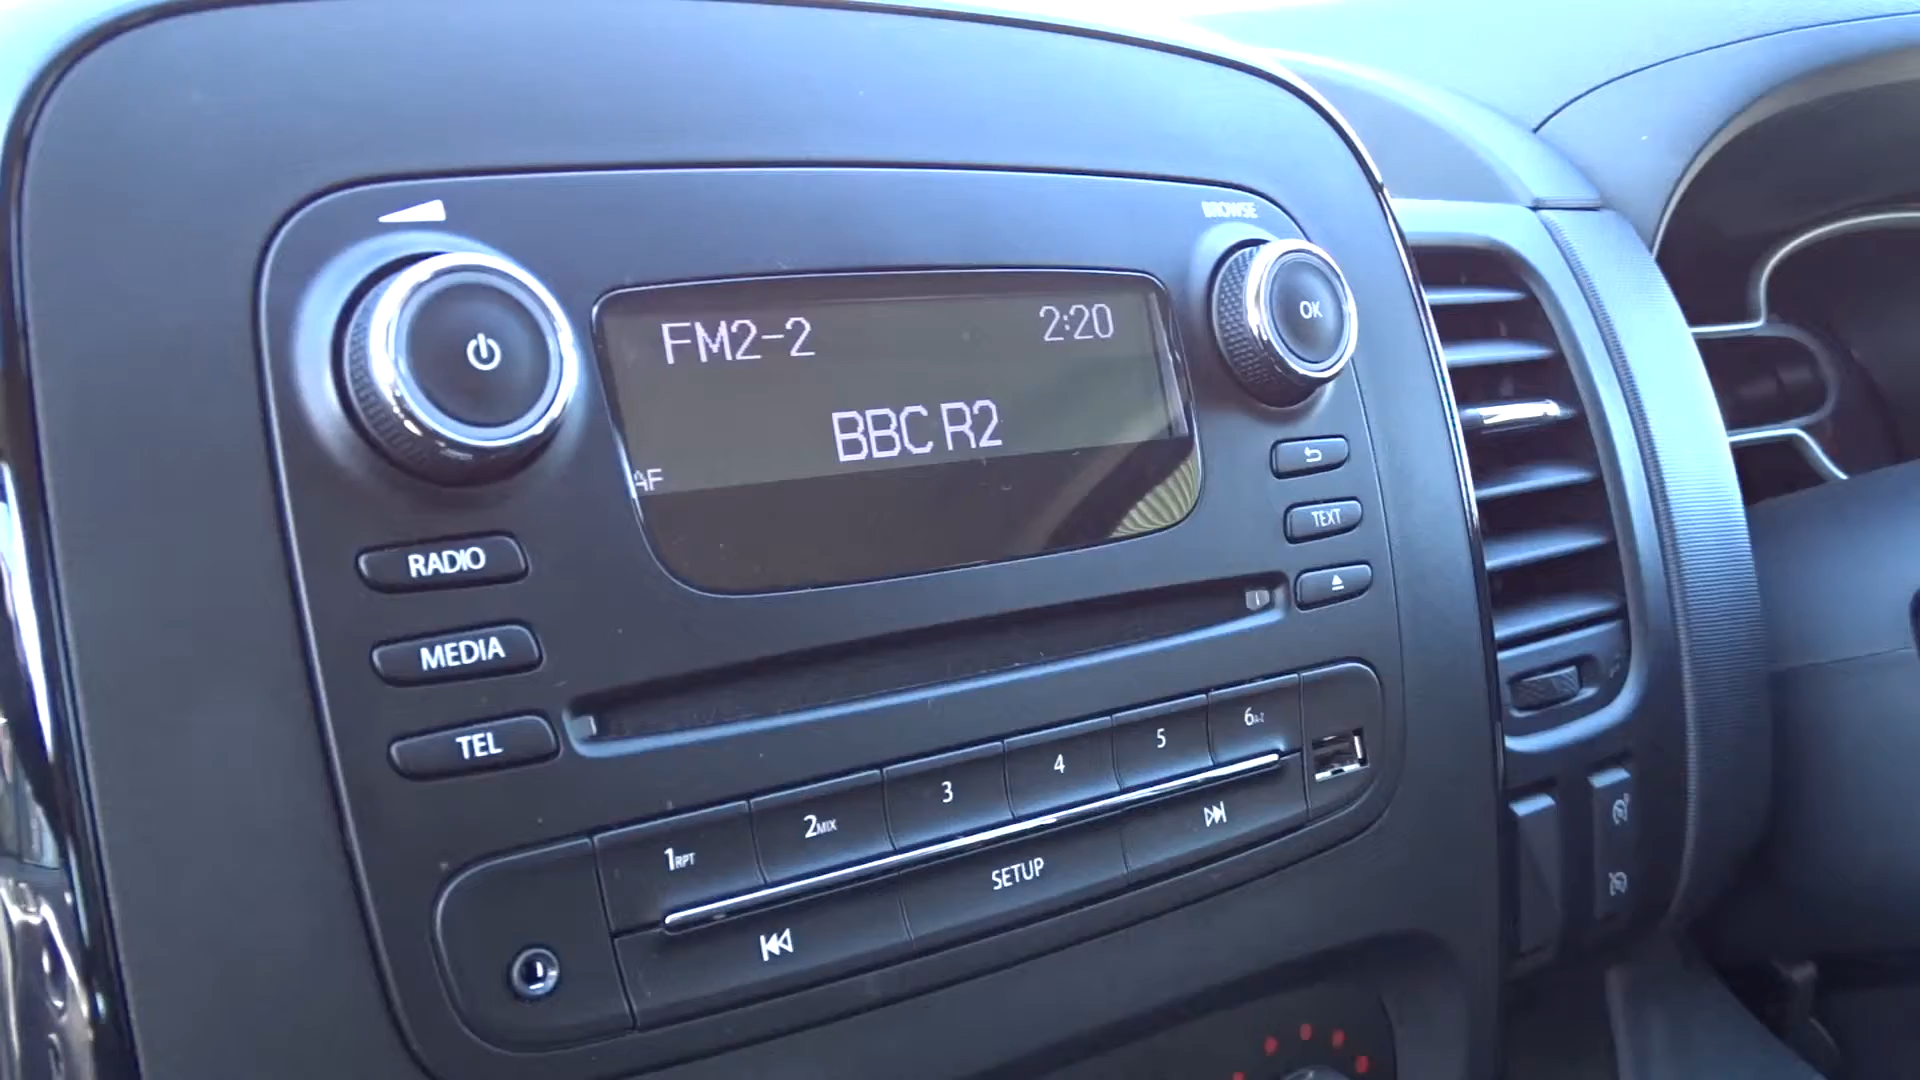 BROWSE
FM2-2 2:20
OK
BBC R2
AF
TEXT
RADIO
MEDIA
TEL
1RPT 2MIX 3 4 5 6A-Z
SETUP